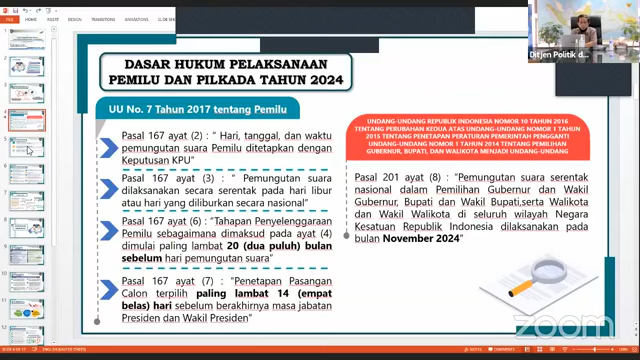 FILE
HOME
INSERT
DESIGN
TRANSITIONS
ANIMATIONS
DASAR HUKUM PELAKSANAAN
PEMILU DAN PILKADA TAHUN 2024
UU No. 7 Tahun 2017 tentang Pemilu
Pasal 167 ayat (2) : “ Hari, tanggal, dan waktu
pemungutan suara Pemilu ditetapkan dengan
Keputusan KPU”
Pasal 167 ayat (3) : “ Pemungutan suara
dilaksanakan secara serentak pada hari libur
atau hari yang diliburkan secara nasional”
Pasal 167 ayat (6) : “Tahapan Penyelenggaraan
Pemilu sebagaimana dimaksud pada ayat (4)
dimulai paling lambat 20 (dua puluh) bulan
sebelum hari pemungutan suara”
Pasal 167 ayat (7) : “Penetapan Pasangan
Calon terpilih paling lambat 14 (empat
belas) hari sebelum berakhirnya masa jabatan
Presiden dan Wakil Presiden”
UNDANG-UNDANG REPUBLIK INDONESIA NOMOR 10 TAHUN 2016
TENTANG PERUBAHAN KEDUA ATAS UNDANG-UNDANG NOMOR 1 TAHUN
2015 TENTANG PENETAPAN PERATURAN PEMERINTAH PENGGANTI
UNDANG-UNDANG NOMOR 1 TAHUN 2014 TENTANG PEMILIHAN
GUBERNUR, BUPATI, DAN WALIKOTA MENJADI UNDANG-UNDANG
Pasal 201 ayat (8) : “Pemungutan suara serentak
nasional dalam Pemilihan Gubernur dan Wakil
Gubernur, Bupati dan Wakil Bupati,serta Walikota
dan Wakil Walikota di seluruh wilayah Negara
Kesatuan Republik Indonesia dilaksanakan pada
bulan November 2024”
Ditjen Politik d...
zoom